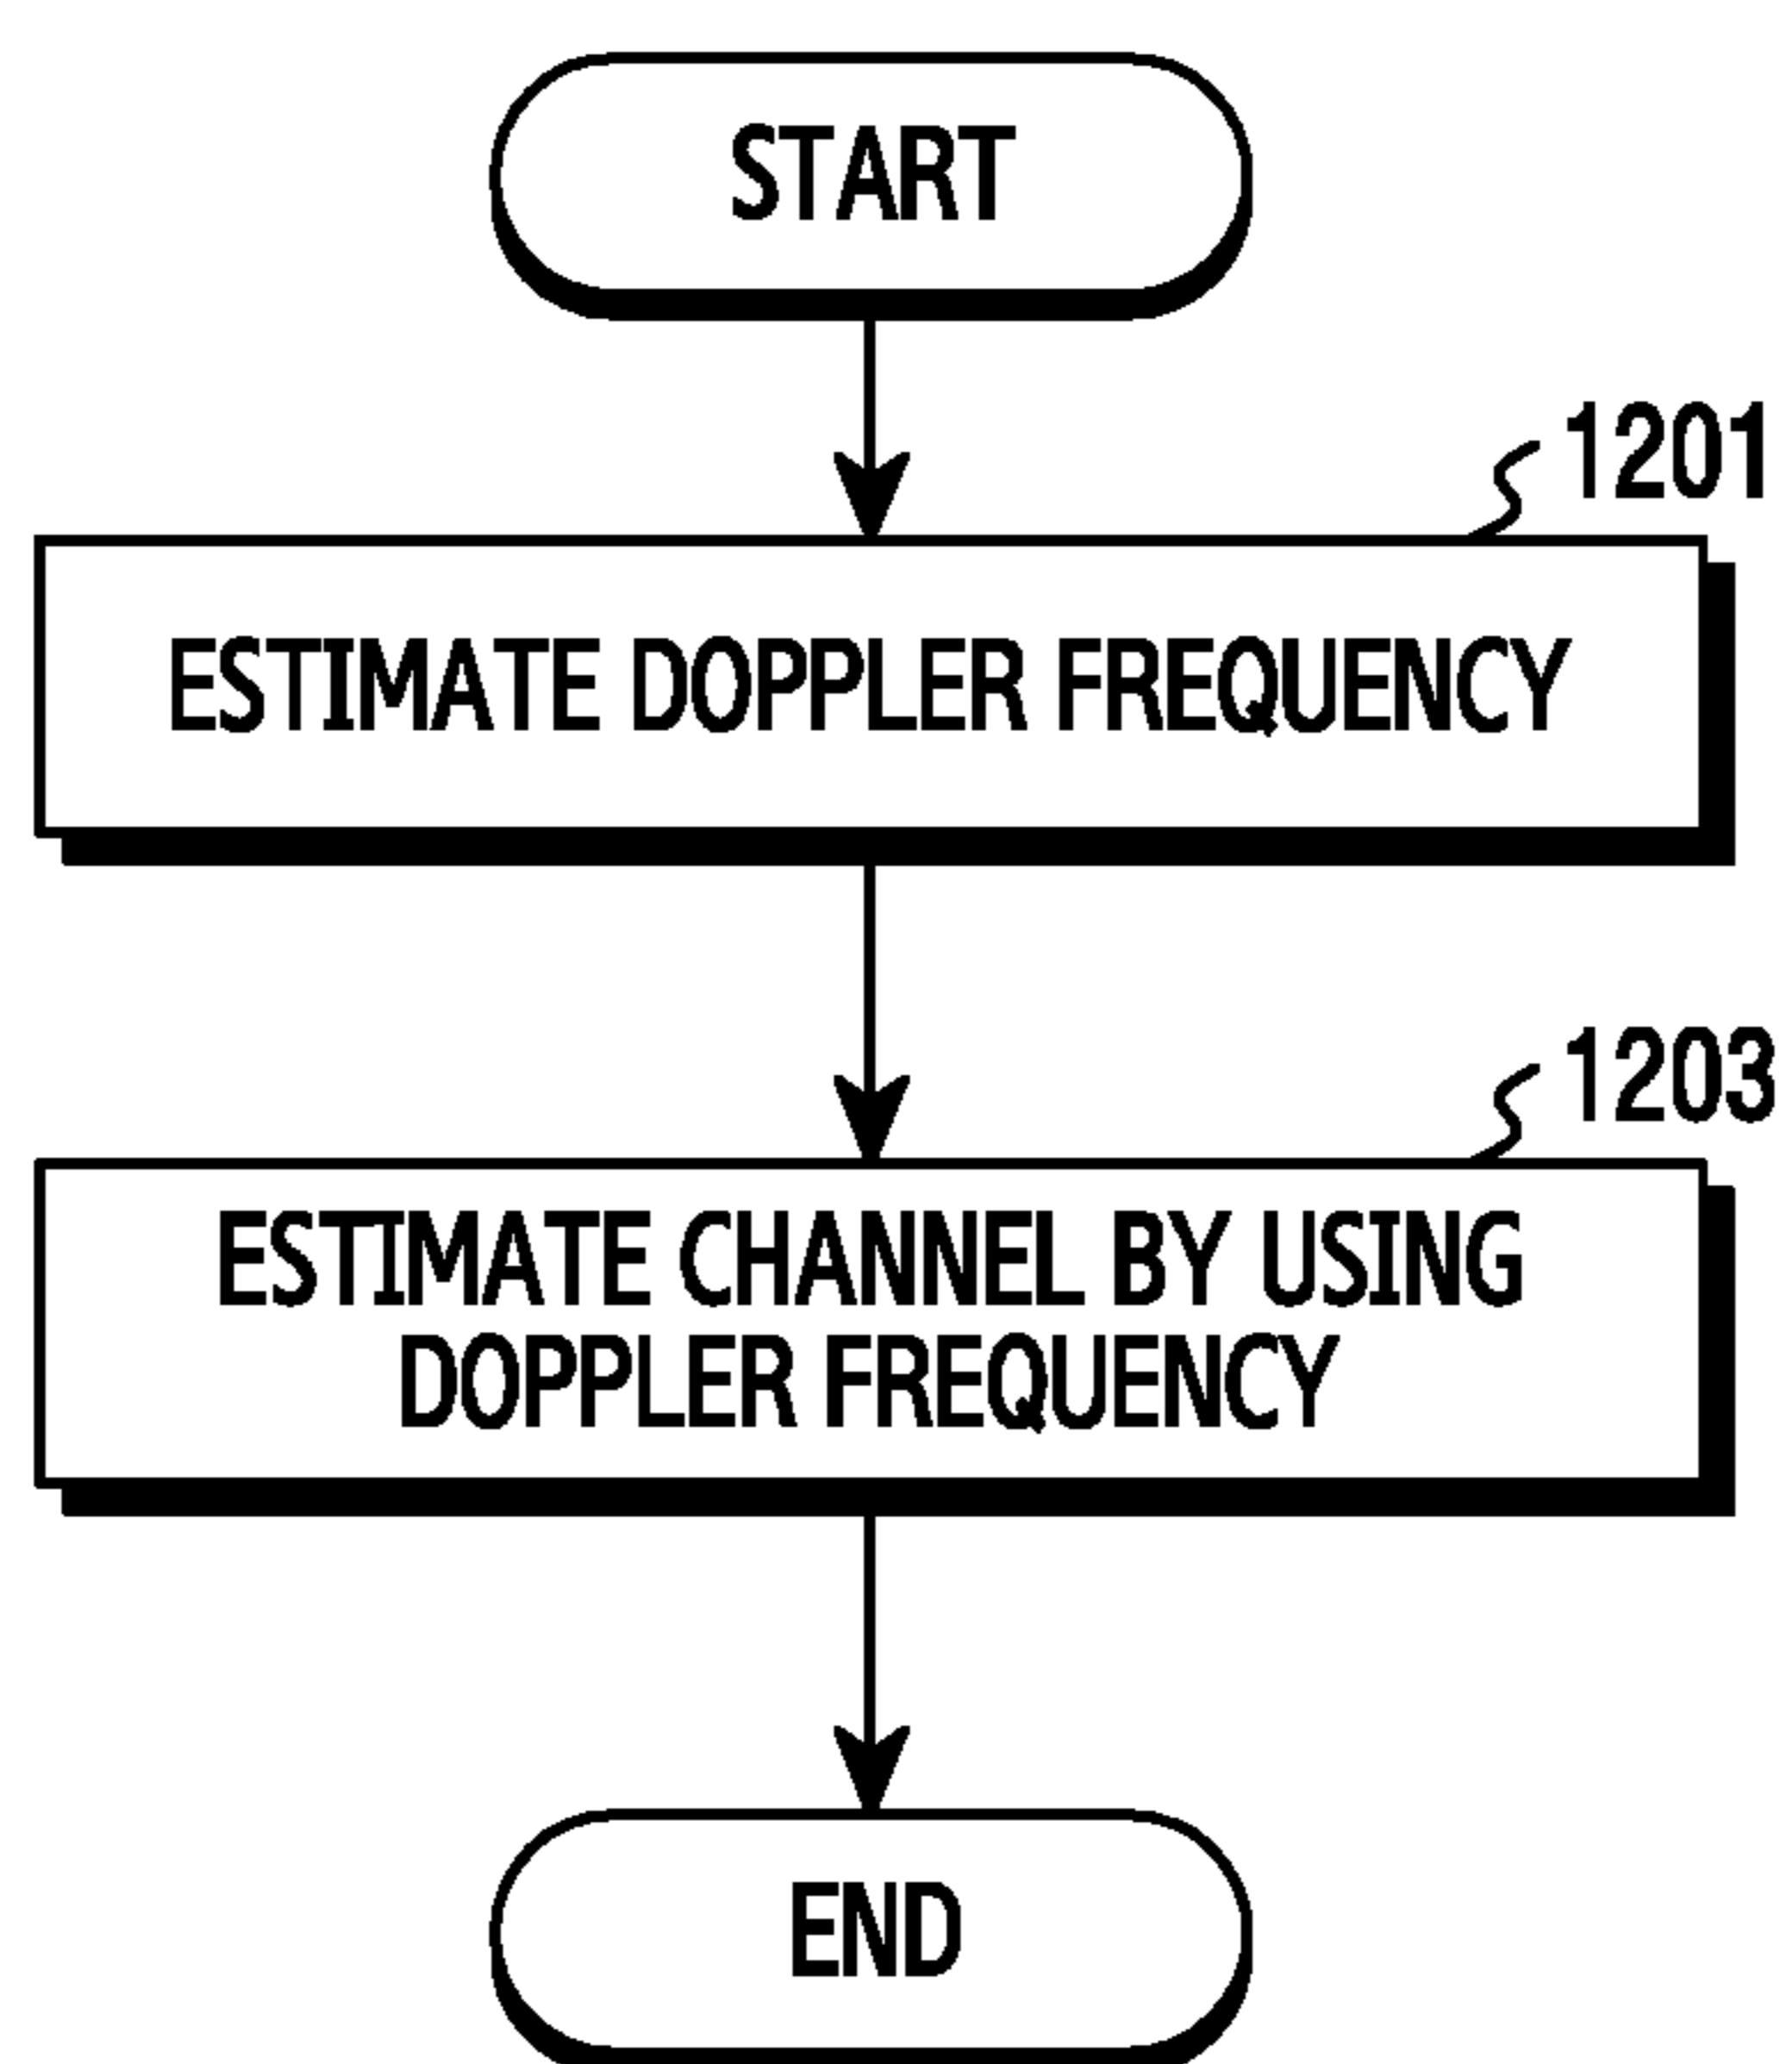 START
1201
ESTIMATE DOPPLER FREQUENCY
1203
ESTIMATE CHANNEL BY USING
DOPPLER FREQUENCY
END